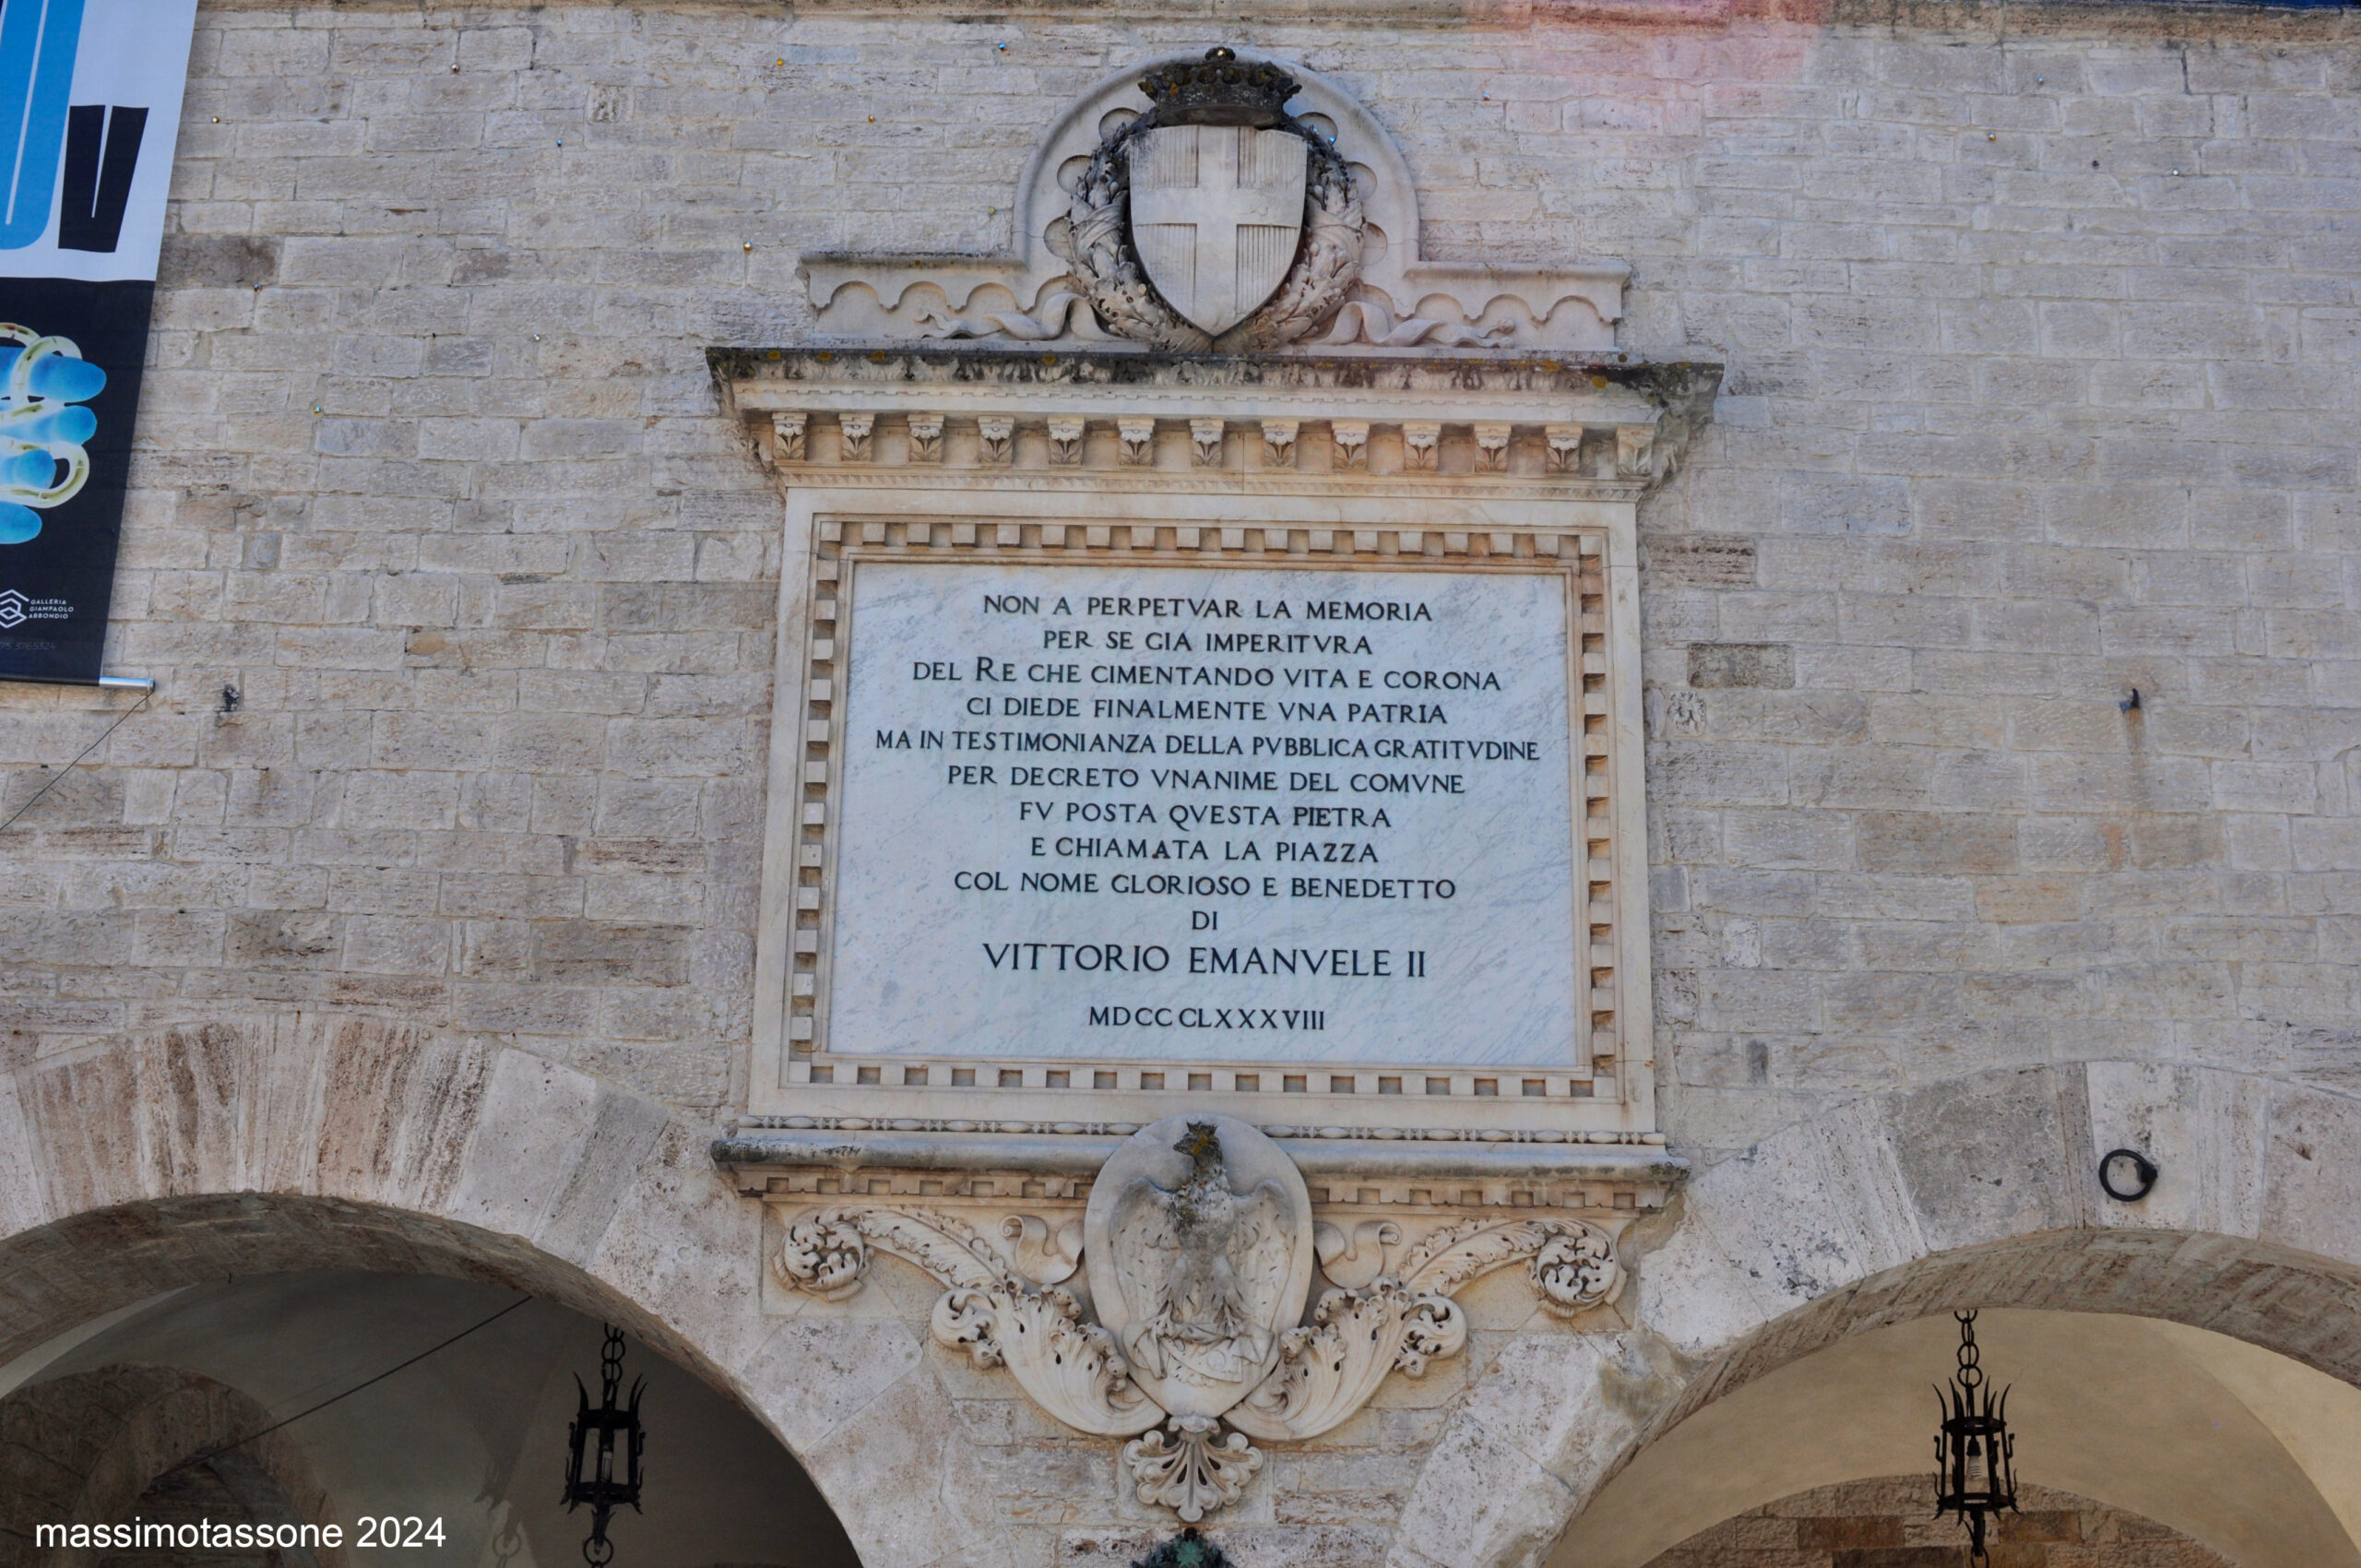 UV
GALLERIA
GIAMPAOLO
ABBONDIO
NON A PERPETVAR LA MEMORIA
PER SE GIA IMPERITVRA
DEL RE CHE CIMENTANDO VITA E CORONA
CI DIEDE FINALMENTE VNA PATRIA
MA IN TESTIMONIANZA DELLA PVBBLICA GRATITVDINE
PER DECRETO VNANIME DEL COMVNE
FV POSTA QVESTA PIETRA
E CHIAMATA LA PIAZZA
COL NOME GLORIOSO E BENEDETTO
DI
VITTORIO EMANVELE II
MDCCCLXXXVIII
massimotassone 2024